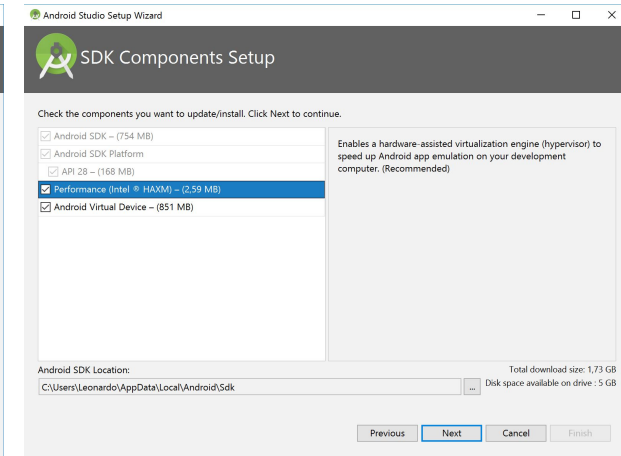 Android Studio Setup Wizard
SDK Components Setup
Check the components you want to update/install. Click Next to continue.
Android SDK – (754 MB)
Android SDK Platform
API 28 – (168 MB)
Performance (Intel ® HAXM) – (2,59 MB)
Android Virtual Device – (851 MB)
Enables a hardware-assisted virtualization engine (hypervisor) to
speed up Android app emulation on your development
computer. (Recommended)
Android SDK Location:
Total download size: 1,73 GB
C:\Users\Leonardo\AppData\Local\Android\Sdk
...
Disk space available on drive : 5 GB
Previous
Next
Cancel
Finish